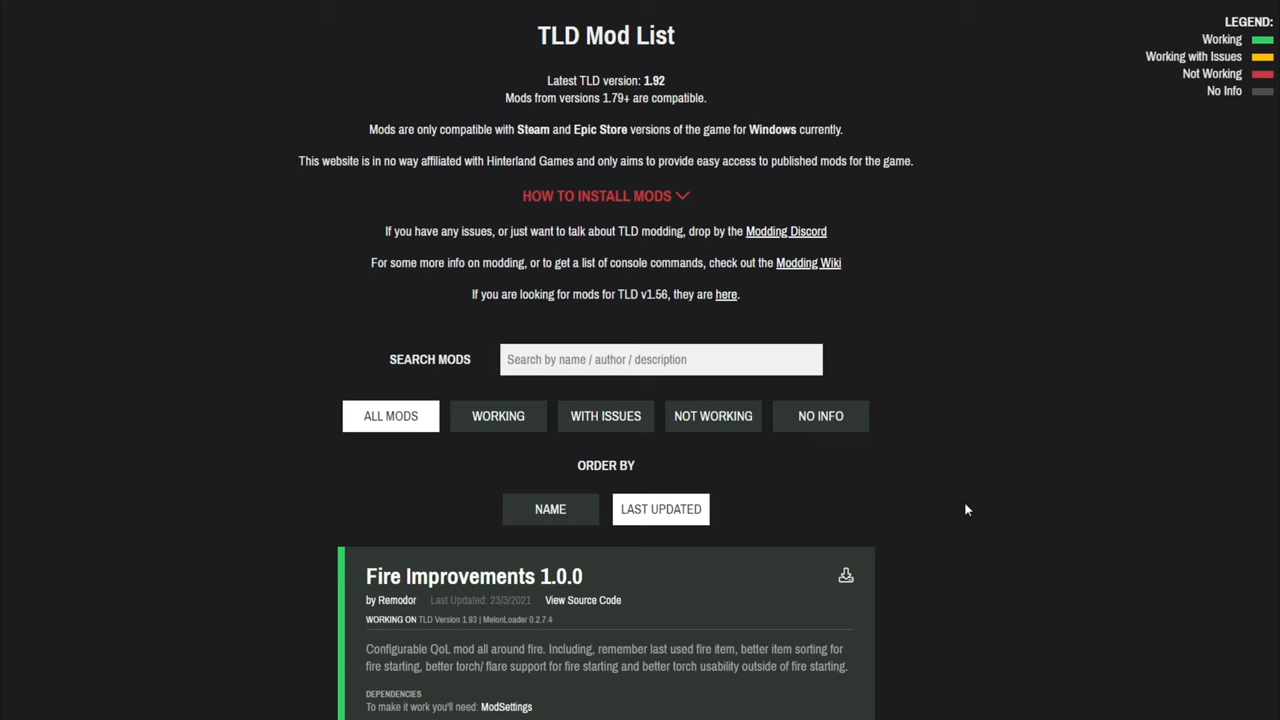 TLD Mod List
LEGEND:
Working
Working with Issues
Not Working
No Info
Latest TLD version: 1.92
Mods from versions 1.79+ are compatible.
Mods are only compatible with Steam and Epic Store versions of the game for Windows currently.
This website is in no way affiliated with Hinterland Games and only aims to provide easy access to published mods for the game.
HOW TO INSTALL MODS
If you have any issues, or just want to talk about TLD modding, drop by the Modding Discord
For some more info on modding, or to get a list of console commands, check out the Modding Wiki
If you are looking for mods for TLD v1.56, they are here.
SEARCH MODS Search by name / author / description
ALL MODS WORKING WITH ISSUES NOT WORKING NO INFO
ORDER BY
NAME LAST UPDATED
Fire Improvements 1.0.0
by Remodor Last Updated: 23/3/2021 View Source Code
WORKING ON TLD Version 1.93 | MelonLoader 0.2.7.4
Configurable QoL mod all around fire. Including, remember last used fire item, better item sorting for
fire starting, better torch/ flare support for fire starting and better torch usability outside of fire starting.
DEPENDENCIES
To make it work you'll need: ModSettings